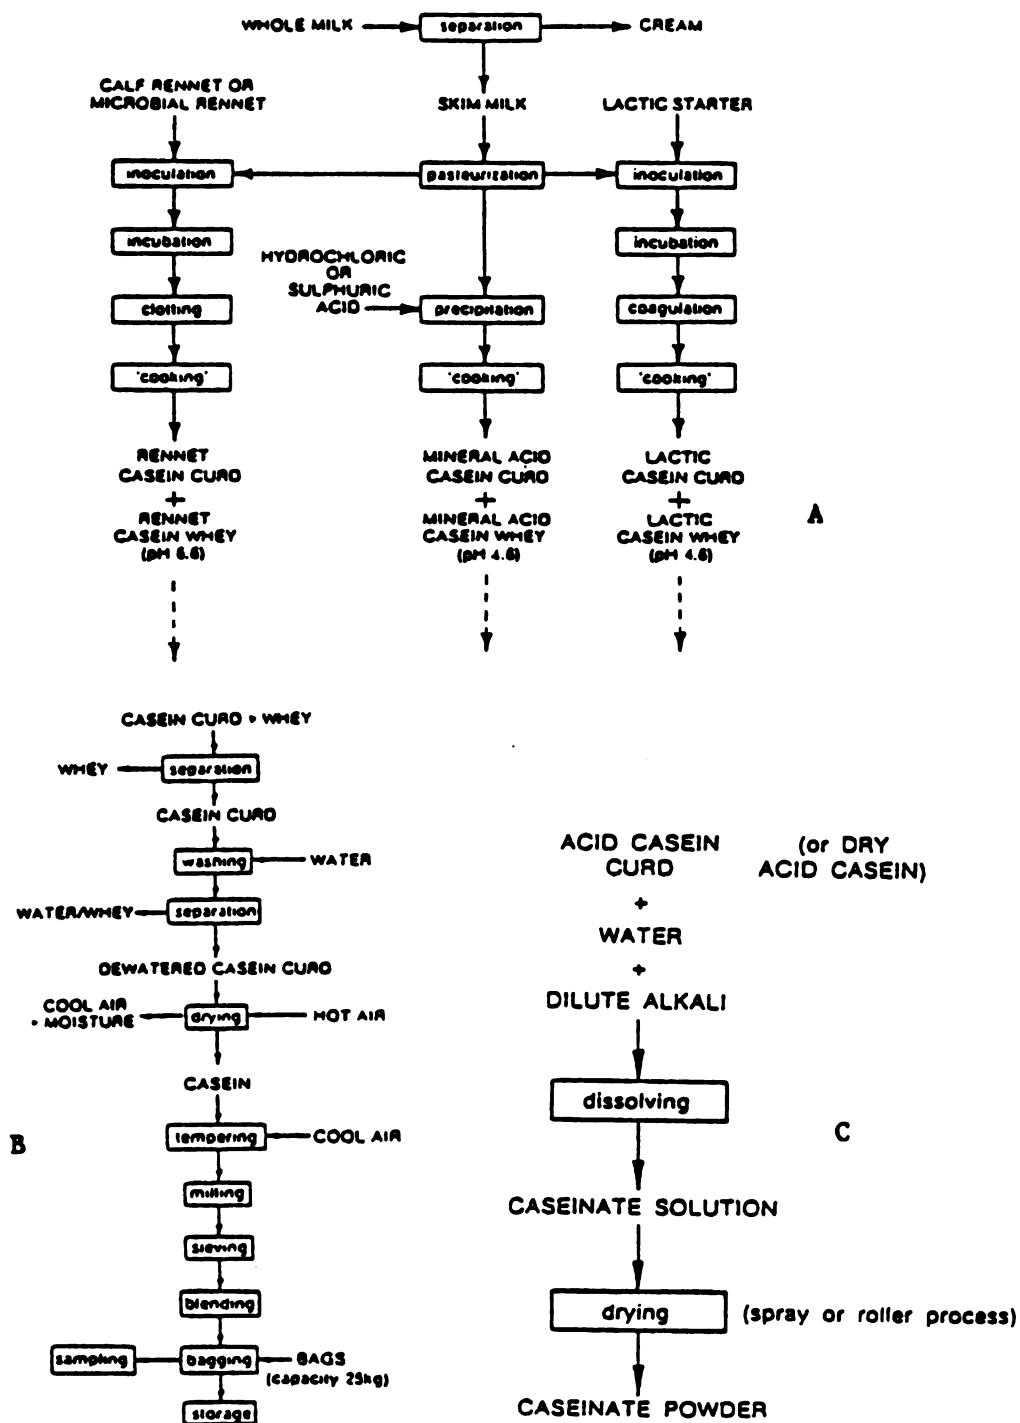 WHOLE MILK
separation
CREAM
CALF RENNET OR
MICROBIAL RENNET
SKIM MILK
LACTIC STARTER
inoculation
pasteurization
inoculation
incubation
incubation
HYDROCHLORIC
OR
SULPHURIC
ACID
clotting
precipitation
coagulation
'cooking'
'cooking'
'cooking'
RENNET
CASEIN CURD
+
RENNET
CASEIN WHEY
(pH 6.6)
MINERAL ACID
CASEIN CURD
+
MINERAL ACID
CASEIN WHEY
(pH 4.6)
LACTIC
CASEIN CURD
+
LACTIC
CASEIN WHEY
(pH 4.6)
A
CASEIN CURD + WHEY
WHEY
separation
CASEIN CURD
washing
WATER
WATER/WHEY
separation
DEWATERED CASEIN CURD
COOL AIR
+ MOISTURE
drying
HOT AIR
CASEIN
tempering
COOL AIR
B
milling
sieving
blending
sampling
bagging
BAGS
(capacity 25kg)
storage
ACID CASEIN
CURD
(or DRY
ACID CASEIN)
+
WATER
+
DILUTE ALKALI
dissolving
C
CASEINATE SOLUTION
drying
(spray or roller process)
CASEINATE POWDER